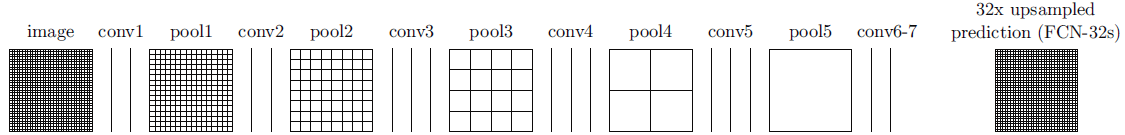 32x upsampled
image conv1 pool1 conv2 pool2 conv3 pool3 conv4 pool4 conv5 pool5 conv6-7 prediction (FCN-32s)